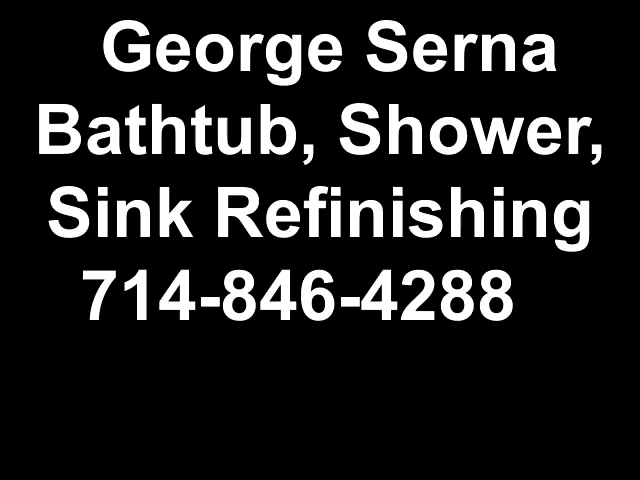 George Serna
Bathtub, Shower,
Sink Refinishing
714-846-4288